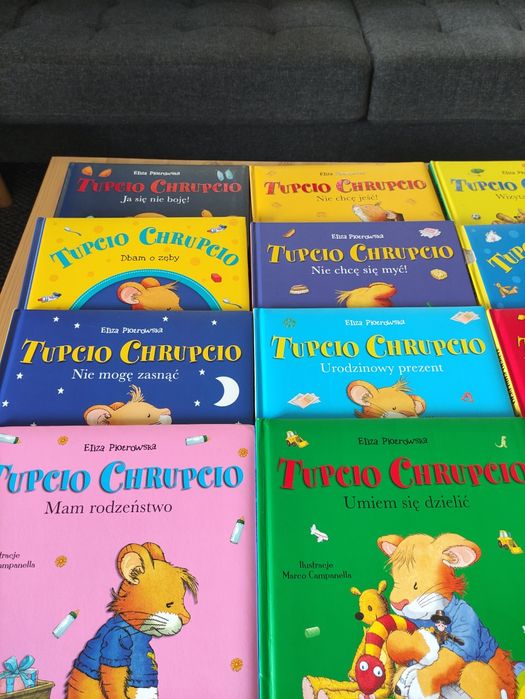 Eliza Piotrowska
TUPCIO CHRUPCIO
Ja się nie boję!
Eliza Piotrowska
TUPCIO CHRUPCIO
Nie chcę jeść!
TUPCIO
TUPCIO CHRUPCIO
Dbam o zęby
Eliza Piotrowska
TUPCIO CHRUPCIO
Nie chcę się myć!
Eliza Piotrowska
TUPCIO CHRUPCIO
Nie mogę zasnąć
Eliza Piotrowska
TUPCIO CHRUPCIO
Urodzinowy prezent
Eliza Piotrowska
TUPCIO CHRUPCIO
Mam rodzeństwo
Eliza Piotrowska
TUPCIO CHRUPCIO
Umiem się dzielić
Ilustracje
Marco Campanella